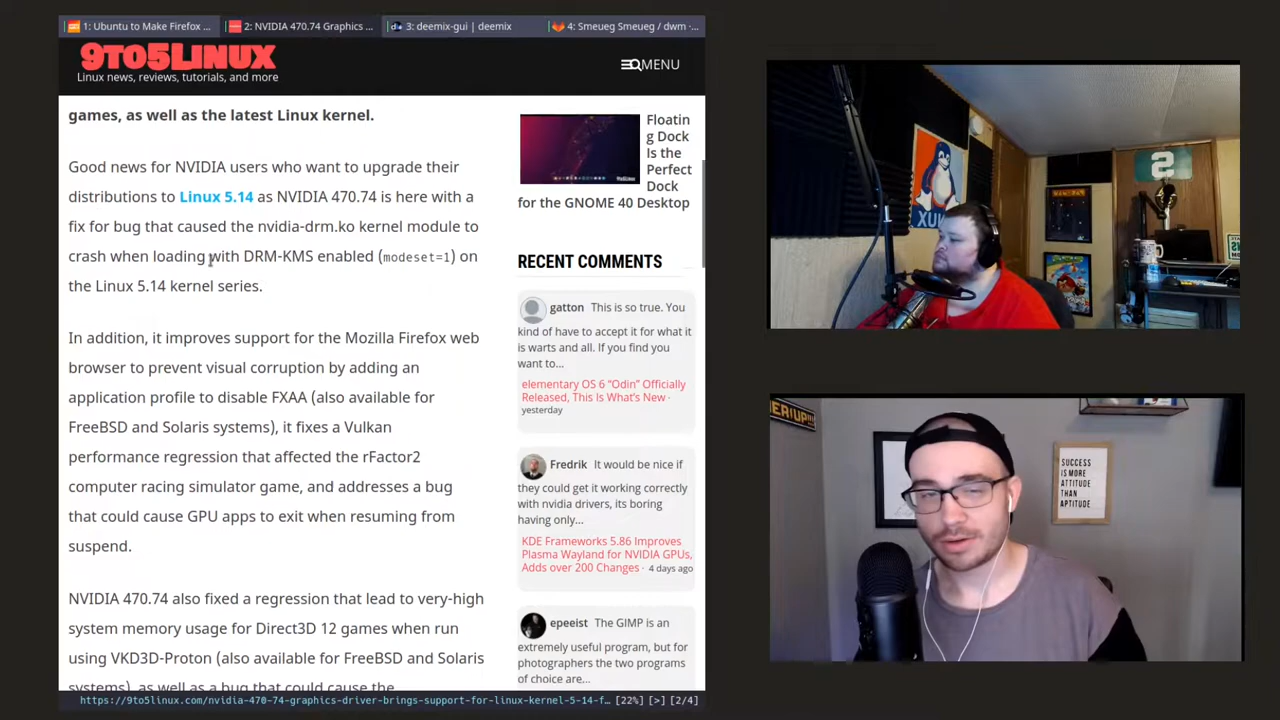 1: Ubuntu to Make Firefox ...
2: NVIDIA 470.74 Graphics ...
3: deemix-gui | deemix
4: Smeueg Smeueg / dwm -...
9TO5LINUX
Linux news, reviews, tutorials, and more
MENU
games, as well as the latest Linux kernel.
Good news for NVIDIA users who want to upgrade their
distributions to Linux 5.14 as NVIDIA 470.74 is here with a
fix for bug that caused the nvidia-drm.ko kernel module to
crash when loading with DRM-KMS enabled (modeset=1) on
the Linux 5.14 kernel series.
In addition, it improves support for the Mozilla Firefox web
browser to prevent visual corruption by adding an
application profile to disable FXAA (also available for
FreeBSD and Solaris systems), it fixes a Vulkan
performance regression that affected the rFactor2
computer racing simulator game, and addresses a bug
that could cause GPU apps to exit when resuming from
suspend.
NVIDIA 470.74 also fixed a regression that lead to very-high
system memory usage for Direct3D 12 games when run
using VKD3D-Proton (also available for FreeBSD and Solaris
systems), as well as a bug that could cause the
Floatin
g Dock
Is the
Perfect
Dock
for the GNOME 40 Desktop
RECENT COMMENTS
gatton This is so true. You
kind of have to accept it for what it
is warts and all. If you find you
want to...
elementary OS 6 “Odin” Officially
Released, This Is What’s New ·
yesterday
Fredrik It would be nice if
they could get it working correctly
with nvidia drivers, its boring
having only...
KDE Frameworks 5.86 Improves
Plasma Wayland for NVIDIA GPUs,
Adds over 200 Changes · 4 days ago
epeeist The GIMP is an
extremely useful program, but for
photographers the two programs
of choice are...
https://9to5linux.com/nvidia-470-74-graphics-driver-brings-support-for-linux-kernel-5-14-f... [22%] [>] [2/4]
S
SUCCESS
IS MORE
ATTITUDE
THAN
APTITUDE